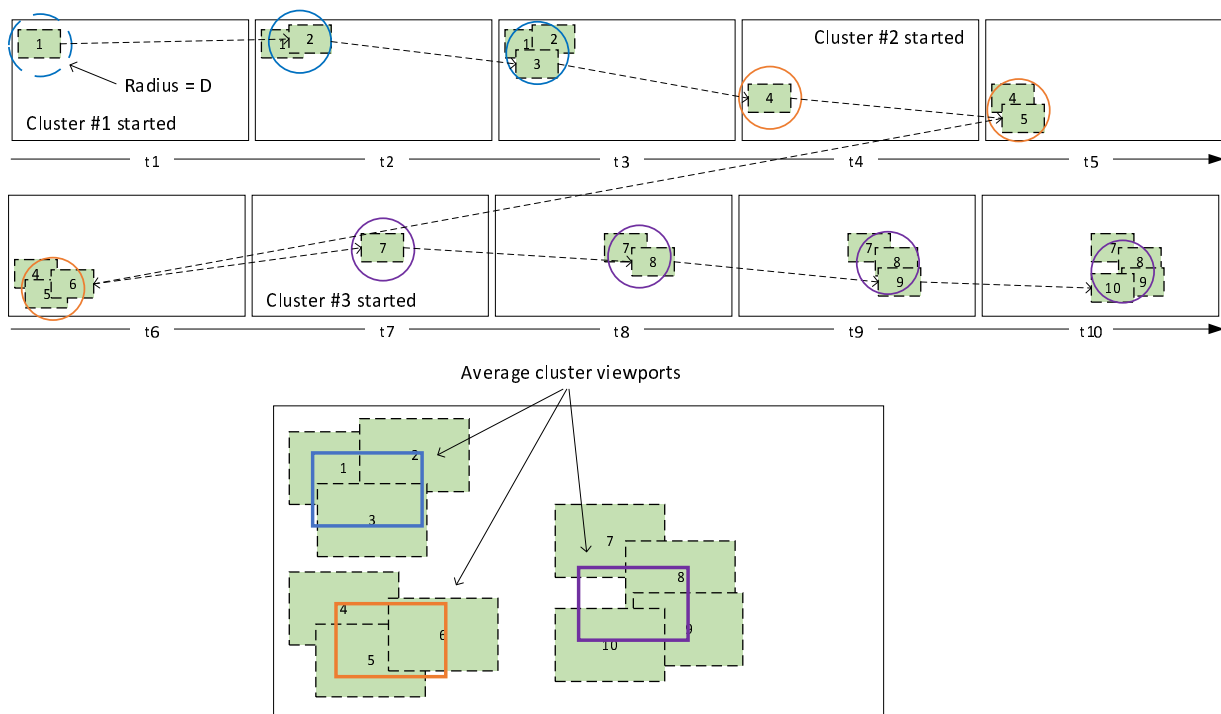 1
1
2
1
2
3
Cluster #2 started
4
4
5
Radius = D
Cluster #1 started
t1
t2
t3
t4
t5
4
5
6
7
Cluster #3 started
7
8
7
8
9
7
8
9
10
t6
t7
t8
t9
t10
Average cluster viewports
1
2
3
4
5
6
7
8
9
10